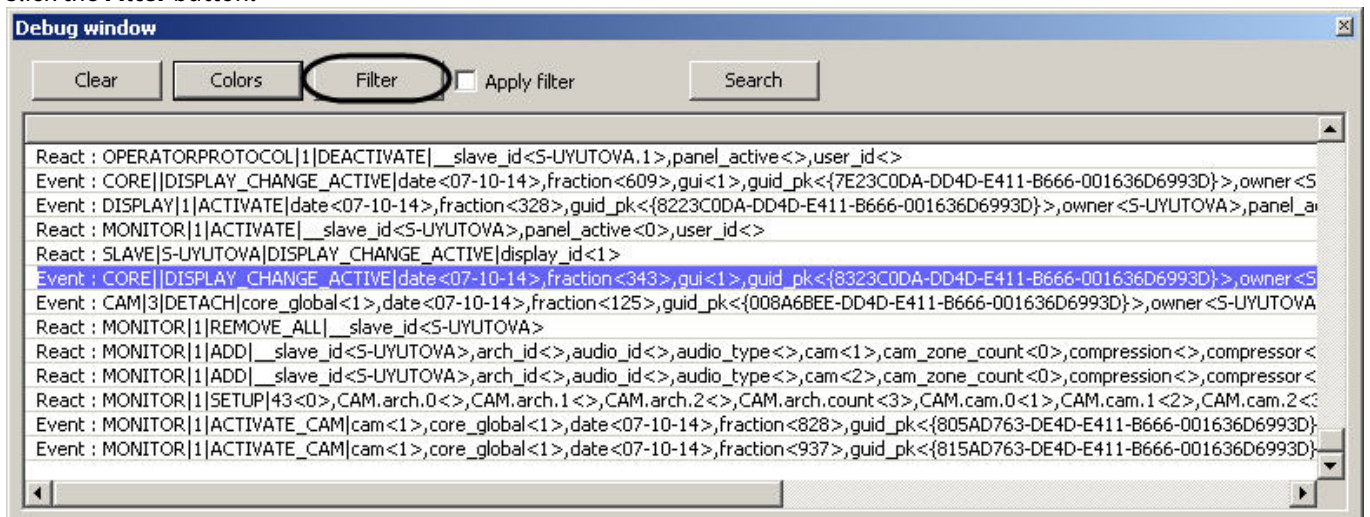 Debug window
Clear Colors Filter Apply filter Search
React : OPERATORPROTOCOL|1|DEACTIVATE|__slave_id<S-UYUTOVA.1>,panel_active<>,user_id<>
Event : CORE||DISPLAY_CHANGE_ACTIVE|date<07-10-14>,fraction<609>,gui<1>,guid_pk<{7E23C0DA-DD4D-E411-B666-001636D6993D}>,owner<S
Event : DISPLAY|1|ACTIVATE|date<07-10-14>,fraction<328>,guid_pk<{8223C0DA-DD4D-E411-B666-001636D6993D}>,owner<S-UYUTOVA>,panel_a
React : MONITOR|1|ACTIVATE|__slave_id<S-UYUTOVA>,panel_active<0>,user_id<>
React : SLAVE|S-UYUTOVA|DISPLAY_CHANGE_ACTIVE|display_id<1>
Event : CORE||DISPLAY_CHANGE_ACTIVE|date<07-10-14>,fraction<343>,gui<1>,guid_pk<{8323C0DA-DD4D-E411-B666-001636D6993D}>,owner<S
Event : CAM|3|DETACH|core_global<1>,date<07-10-14>,fraction<125>,guid_pk<{008A6BEE-DD4D-E411-B666-001636D6993D}>,owner<S-UYUTOVA
React : MONITOR|1|REMOVE_ALL|__slave_id<S-UYUTOVA>
React : MONITOR|1|ADD|__slave_id<S-UYUTOVA>,arch_id<>,audio_id<>,audio_type<>,cam<1>,cam_zone_count<0>,compression<>,compressor<
React : MONITOR|1|ADD|__slave_id<S-UYUTOVA>,arch_id<>,audio_id<>,audio_type<>,cam<2>,cam_zone_count<0>,compression<>,compressor<
React : MONITOR|1|SETUP|43<0>,CAM.arch.0<>,CAM.arch.1<>,CAM.arch.2<>,CAM.arch.count<3>,CAM.cam.0<1>,CAM.cam.1<2>,CAM.cam.2<3
Event : MONITOR|1|ACTIVATE_CAM|cam<1>,core_global<1>,date<07-10-14>,fraction<828>,guid_pk<{805AD763-DE4D-E411-B666-001636D6993D}
Event : MONITOR|1|ACTIVATE_CAM|cam<1>,core_global<1>,date<07-10-14>,fraction<937>,guid_pk<{815AD763-DE4D-E411-B666-001636D6993D}